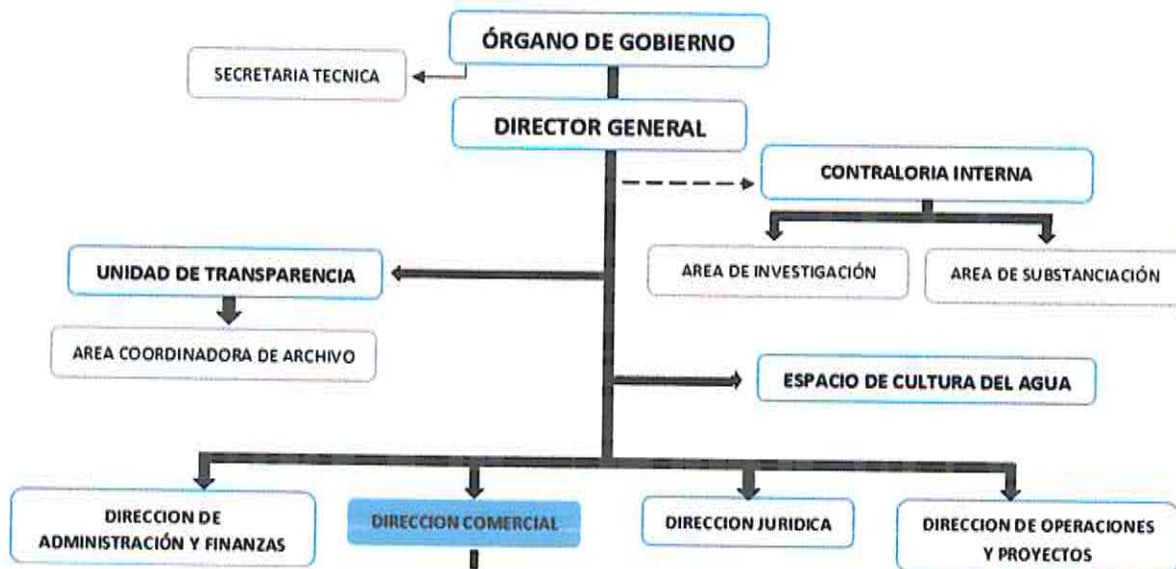 ÓRGANO DE GOBIERNO
SECRETARIA TECNICA
DIRECTOR GENERAL
CONTRALORIA INTERNA
AREA DE INVESTIGACIÓN
AREA DE SUBSTANCIACIÓN
UNIDAD DE TRANSPARENCIA
AREA COORDINADORA DE ARCHIVO
ESPACIO DE CULTURA DEL AGUA
DIRECCION DE
ADMINISTRACIÓN Y FINANZAS
DIRECCION COMERCIAL
DIRECCION JURIDICA
DIRECCION DE OPERACIONES
Y PROYECTOS